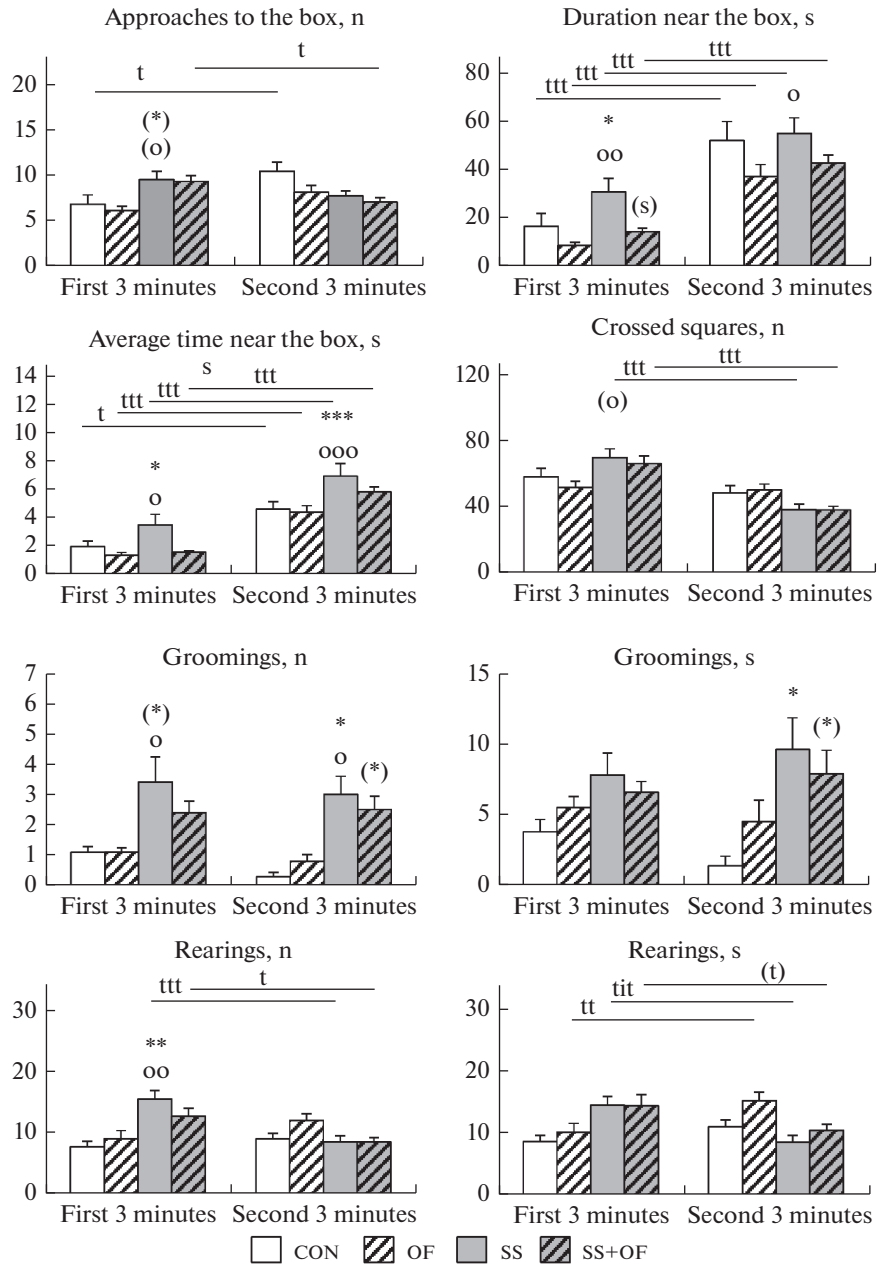 Approaches to the box, n
t
t
20
15
10
5
0
(*)
(o)
First 3 minutes
Second 3 minutes
Duration near the box, s
ttt
ttt
ttt
ttt
80
60
40
20
0
*
oo
(s)
o
First 3 minutes
Second 3 minutes
Average time near the box, s
s
ttt
ttt
ttt
t
14
12
10
8
6
4
2
0
*
o
***
ooo
First 3 minutes
Second 3 minutes
Crossed squares, n
ttt
ttt
120
80
40
0
(o)
First 3 minutes
Second 3 minutes
Groomings, n
7
6
5
4
3
2
1
0
(*)
o
*
o
(*)
First 3 minutes
Second 3 minutes
Groomings, s
15
10
5
0
*
(*)
First 3 minutes
Second 3 minutes
Rearings, n
ttt
t
30
20
10
0
**
oo
First 3 minutes
Second 3 minutes
Rearings, s
(t)
tit
tt
30
20
10
0
First 3 minutes
Second 3 minutes
CON OF SS SS+OF